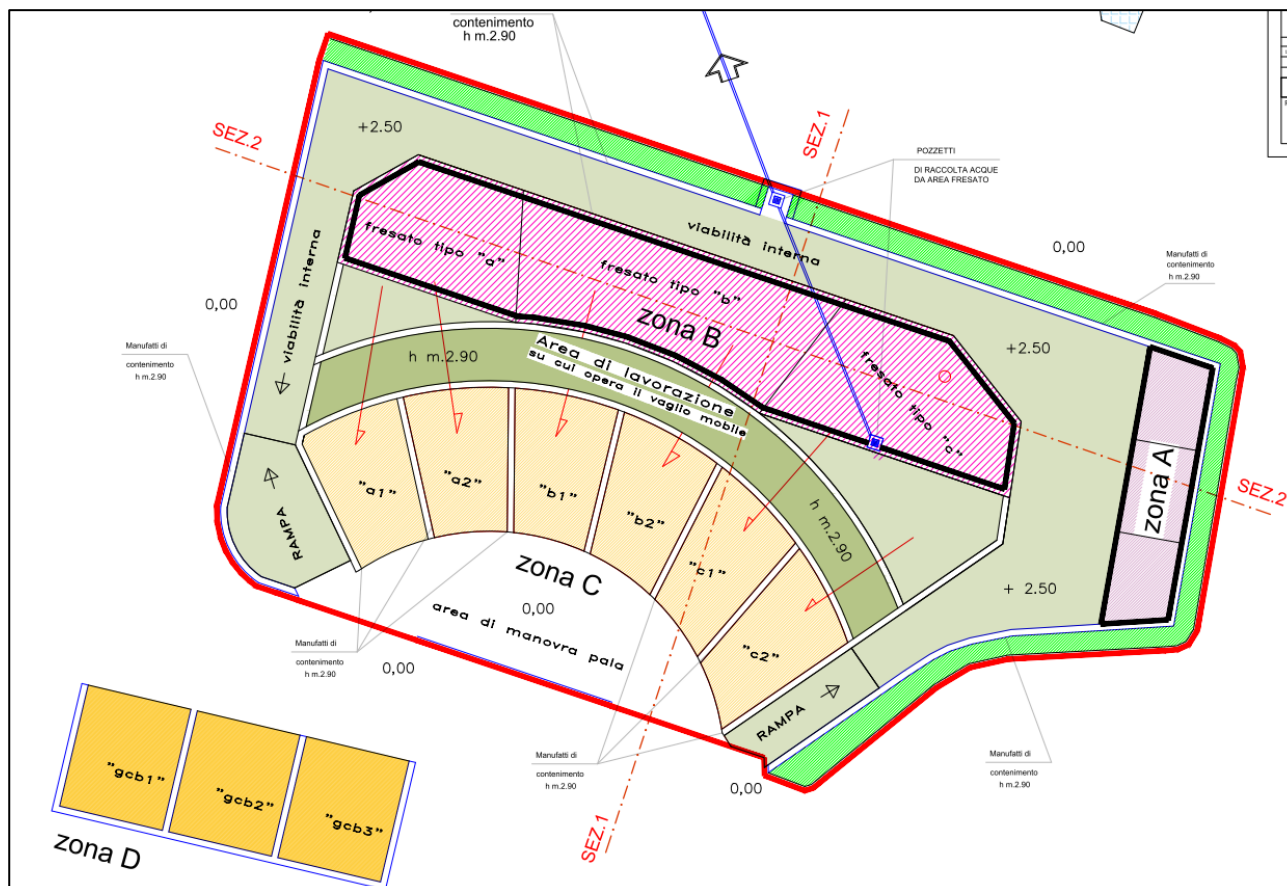 contenimento
h m.2.90
SEZ.2
+2.50
SEZ.1
POZZETTI
DI RACCOLTA ACQUE
DA AREA FRESATO
viabilità interna
0,00
Manufatti di
contenimento
h m.2.90
fresato tipo "a"
fresato tipo "b"
zona B
fresato tipo "c"
+2.50
viabilità interna
0,00
Manufatti di
contenimento
h m.2.90
h m.2.90
Area di lavorazione
su cui opera il vaglio mobile
h m.2.90
zona A
SEZ.2
RAMPA
"a1"
"a2"
"b1"
"b2"
"c1"
"c2"
zona C
0,00
area di manovra pala
+ 2.50
Manufatti di
contenimento
h m.2.90
0,00
RAMPA
Manufatti di
contenimento
h m.2.90
0,00
Manufatti di
contenimento
h m.2.90
SEZ.1
"gcb1"
"gcb2"
"gcb3"
zona D